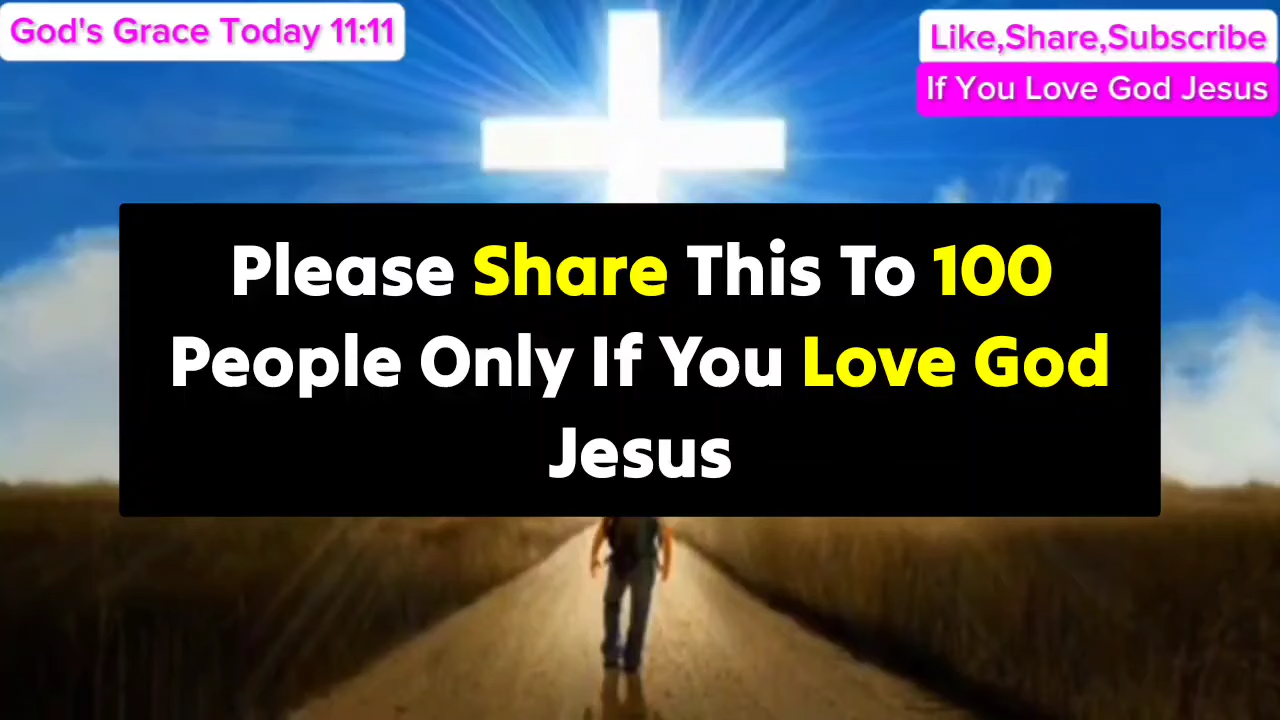 God's Grace Today 11:11
Like,Share,Subscribe
If You Love God Jesus
Please Share This To 100
People Only If You Love God
Jesus